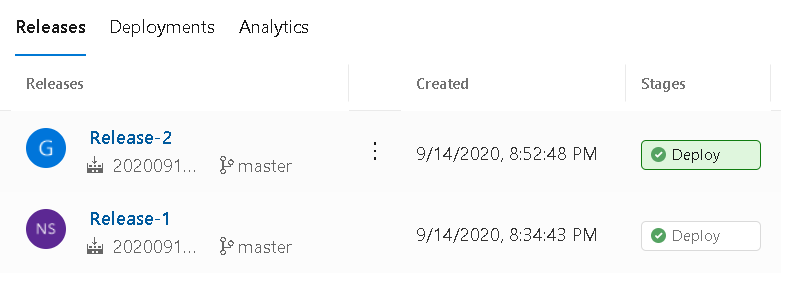 Releases Deployments Analytics
Releases Created Stages
G Release-2 9/14/2020, 8:52:48 PM Deploy
2020091... master
NS Release-1 9/14/2020, 8:34:43 PM Deploy
2020091... master